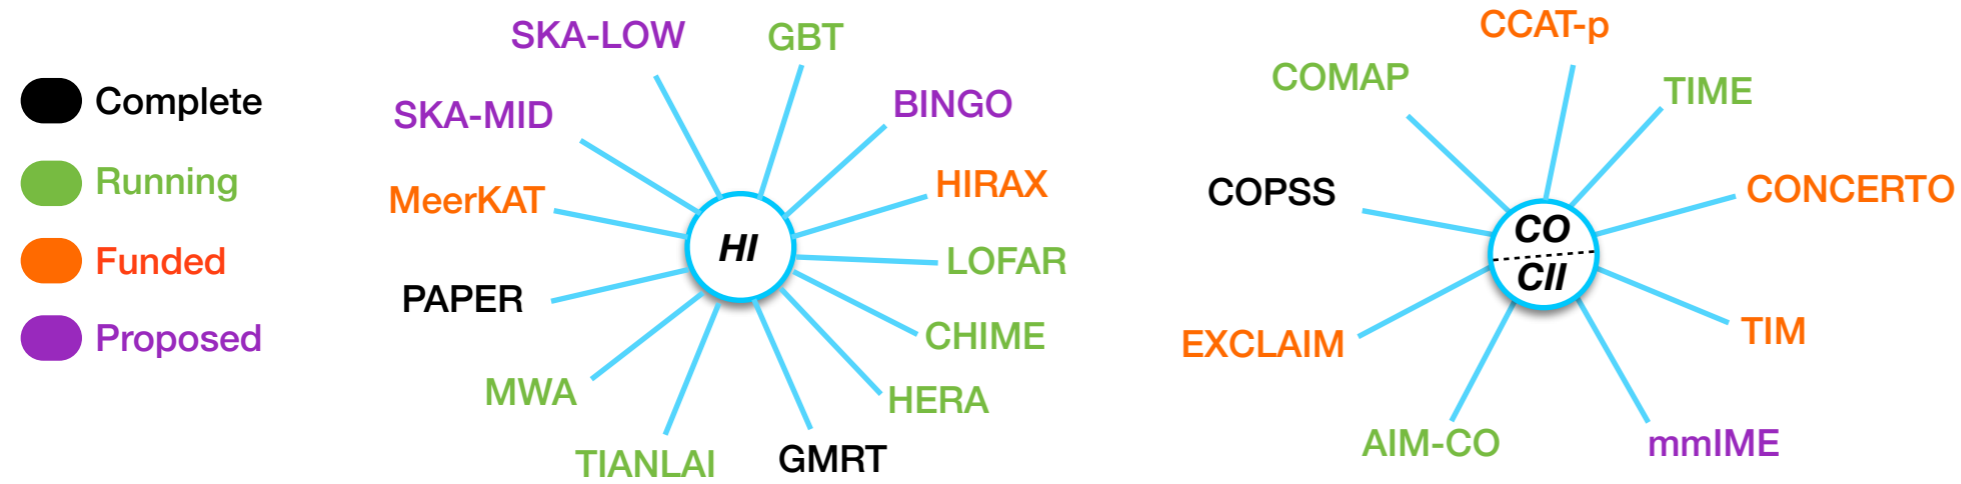 Complete
Running
Funded
Proposed
SKA-LOW
GBT
SKA-MID
BINGO
MeerKAT
HIRAX
HI
LOFAR
PAPER
CHIME
MWA
HERA
TIANLAI
GMRT
CCAT-p
COMAP
TIME
COPSS
CONCERTO
CO
CII
EXCLAIM
TIM
AIM-CO
mmIME